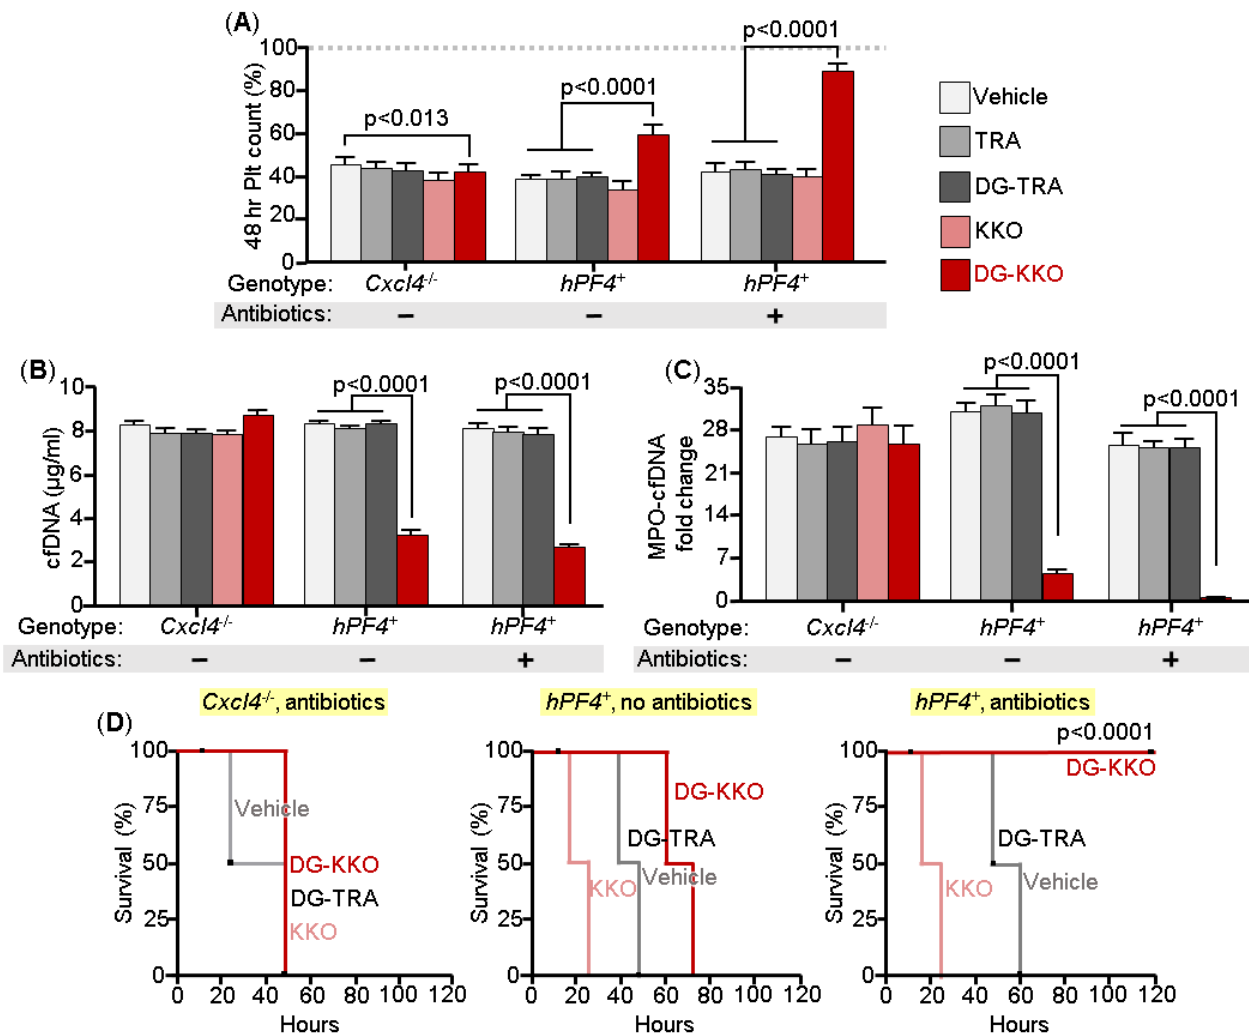 (A)
p<0.0001
100
p<0.0001
80
p<0.013
60
40
20
0
48 hr Plt count (%)
Genotype: Cxcl4-/- hPF4+ hPF4+
Antibiotics: − − +
Vehicle
TRA
DG-TRA
KKO
DG-KKO
(B)
10
p<0.0001 p<0.0001
8
6
4
2
0
cfDNA (µg/ml)
Genotype: Cxcl4-/- hPF4+ hPF4+
Antibiotics: − − +
(C)
p<0.0001
35
p<0.0001
28
21
14
7
0
MPO-cfDNA
fold change
Genotype: Cxcl4-/- hPF4+ hPF4+
Antibiotics: − − +
(D)
Cxcl4-/-, antibiotics
100
75
50
25
0
Survival (%)
Vehicle
DG-KKO
DG-TRA
KKO
0 20 40 60 80 100 120
Hours
hPF4+, no antibiotics
100
75
50
25
0
Survival (%)
DG-KKO
DG-TRA
Vehicle
KKO
0 20 40 60 80 100 120
Hours
hPF4+, antibiotics
p<0.0001
100
75
50
25
0
Survival (%)
DG-KKO
DG-TRA
Vehicle
KKO
0 20 40 60 80 100 120
Hours